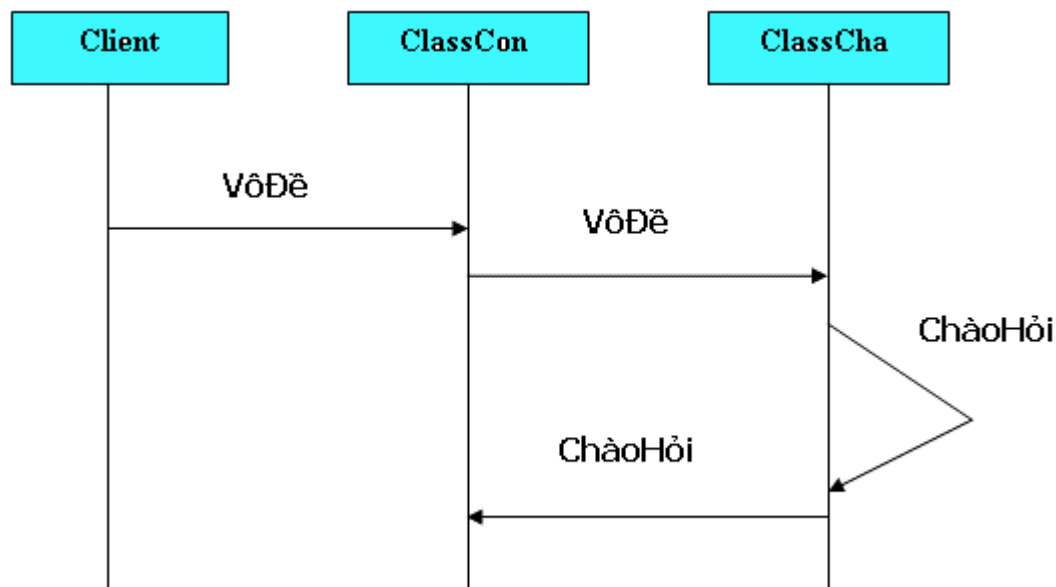 Client
ClassCon
ClassCha
VôĐề
VôĐề
ChàoHỏi
ChàoHỏi